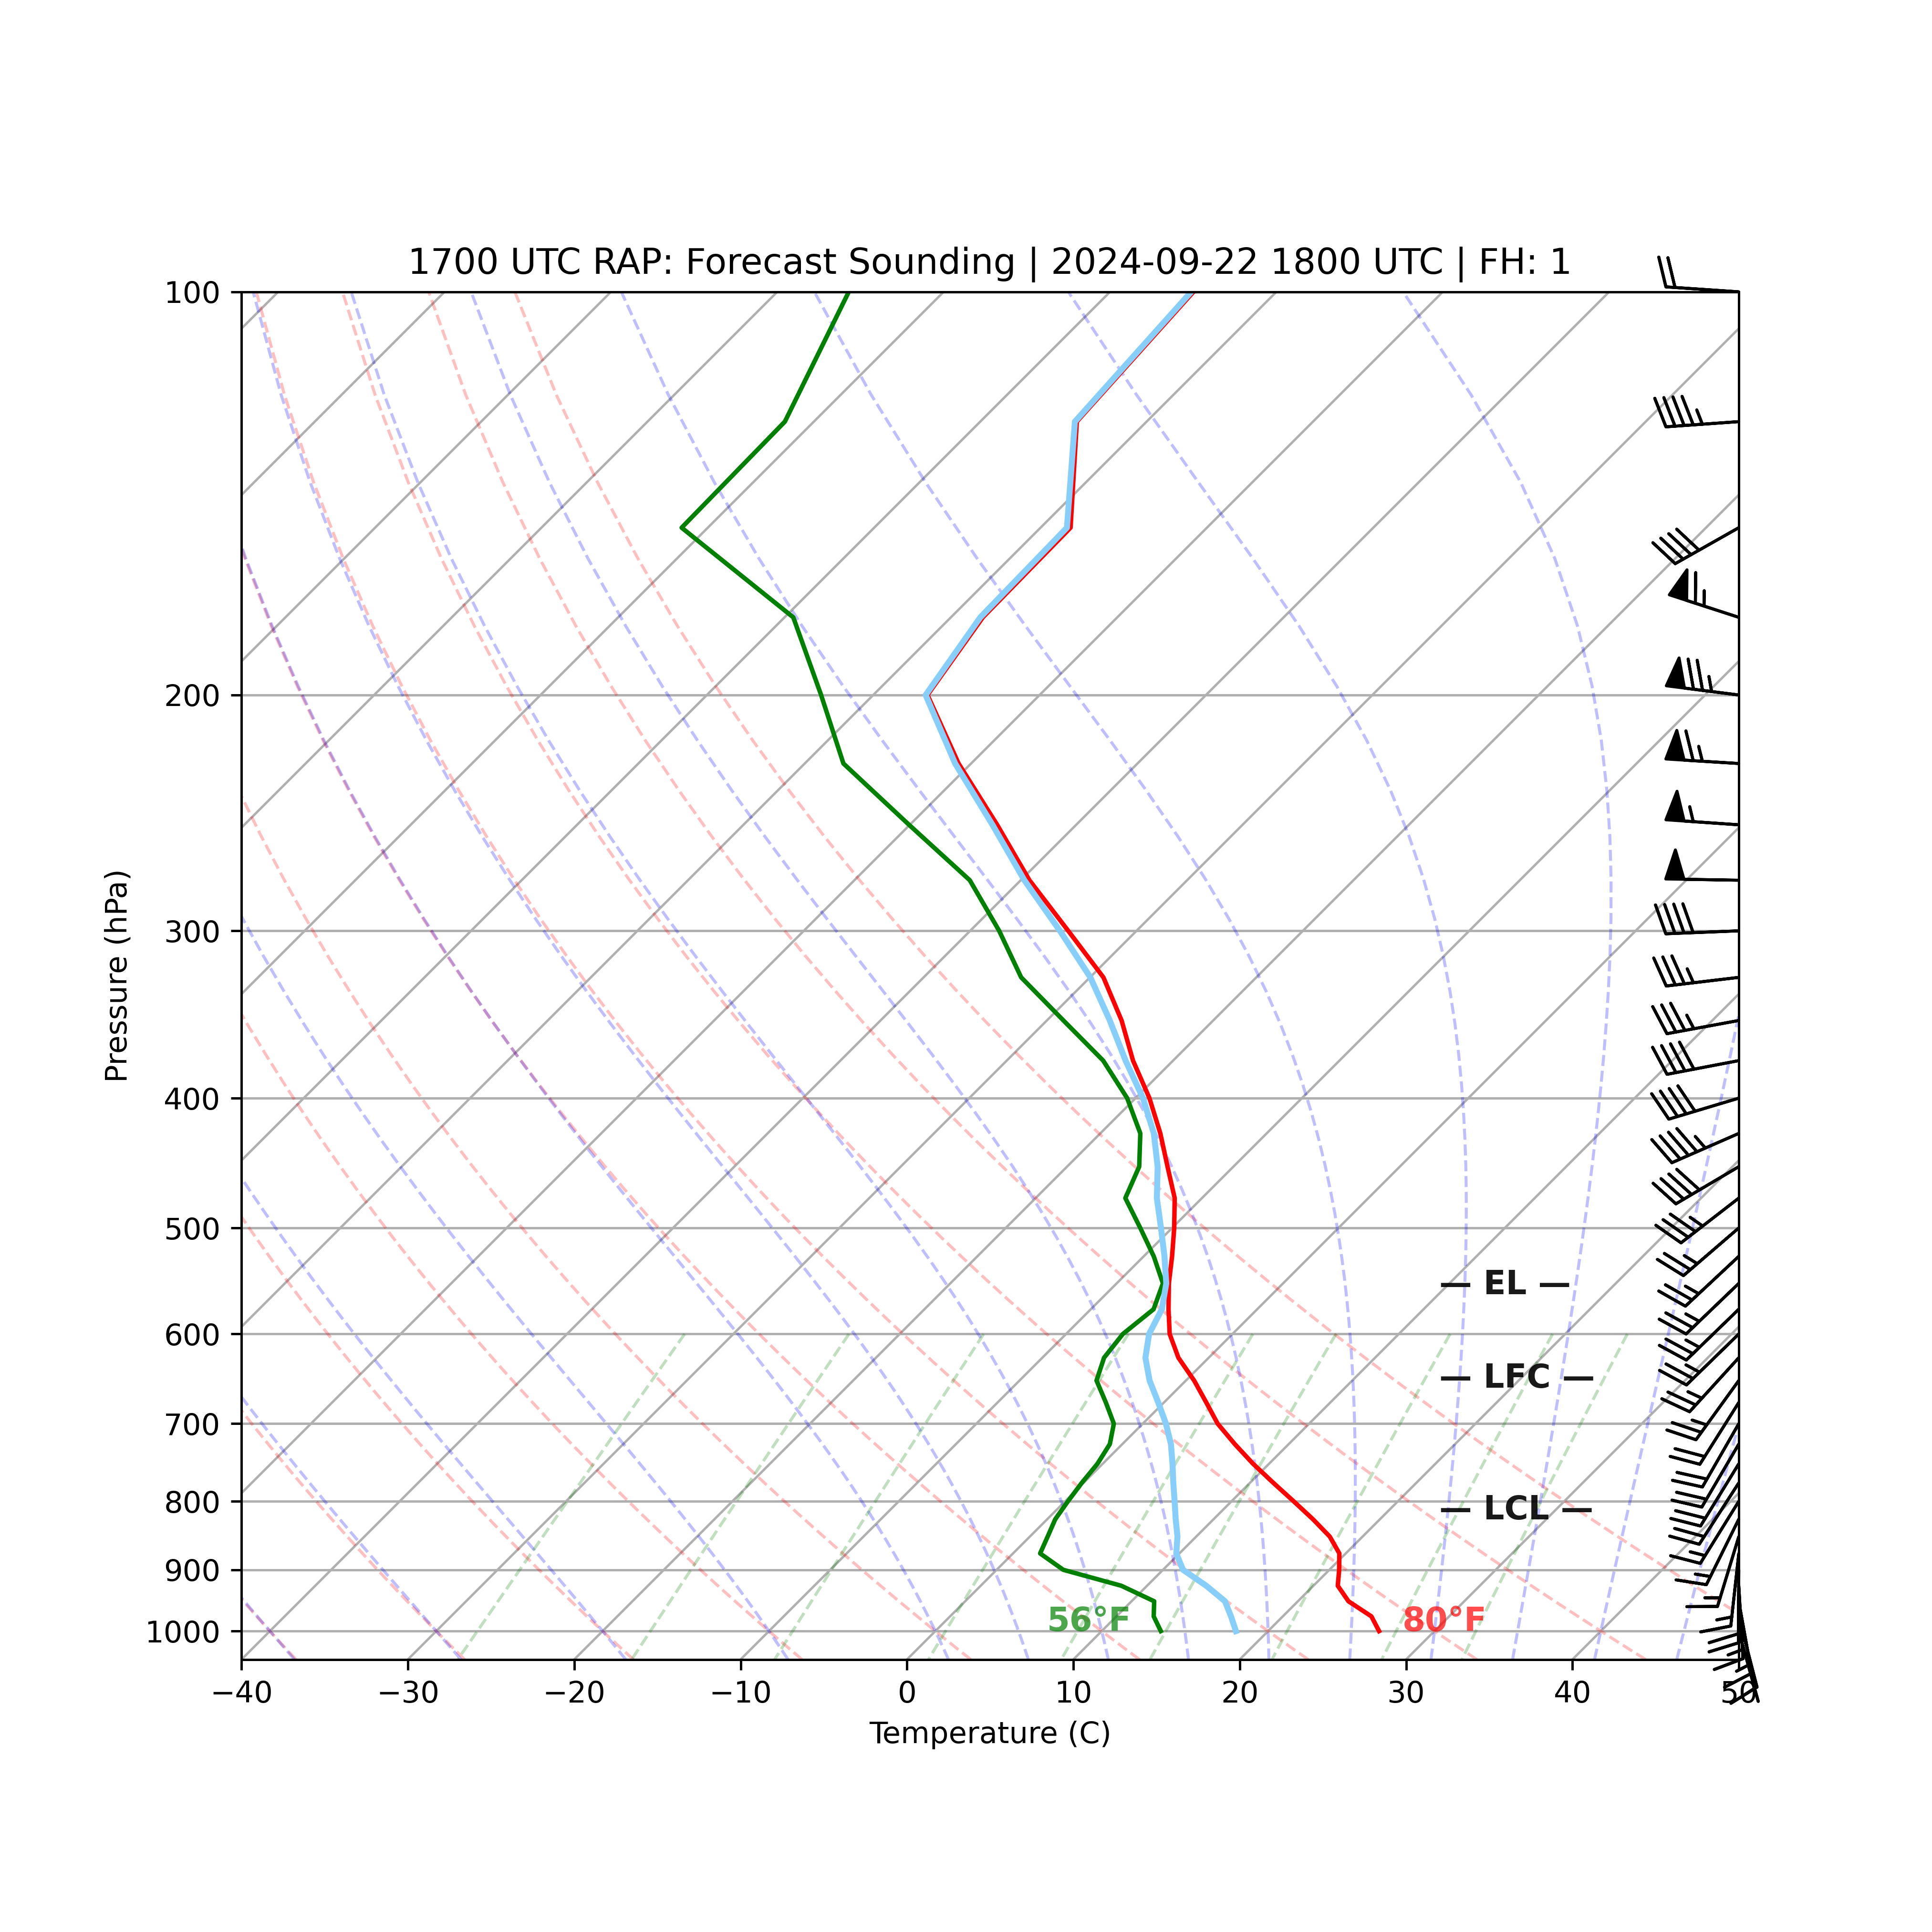 1700 UTC RAP: Forecast Sounding | 2024-09-22 1800 UTC | FH: 1
100
200
300
400
500
600
700
800
900
1000
Pressure (hPa)
— EL —
— LFC —
— LCL —
56°F
80°F
−40 −30 −20 −10 0 10 20 30 40 50
Temperature (C)